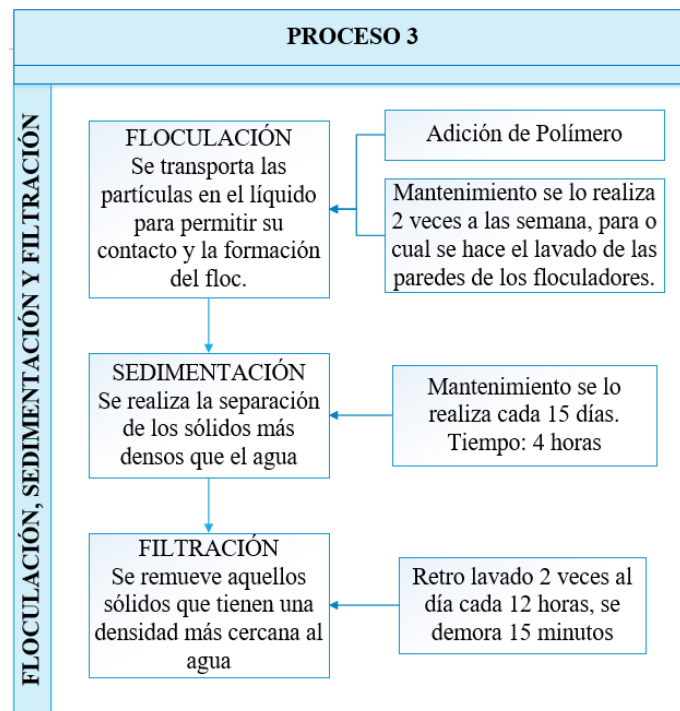 PROCESO 3
FLOCULACIÓN, SEDIMENTACIÓN Y FILTRACIÓN
FLOCULACIÓN
Se transporta las
partículas en el líquido
para permitir su
contacto y la formación
del floc.
Adición de Polímero
Mantenimiento se lo realiza
2 veces a las semana, para o
cual se hace el lavado de las
paredes de los floculadores.
SEDIMENTACIÓN
Se realiza la separación
de los sólidos más
densos que el agua
Mantenimiento se lo
realiza cada 15 días.
Tiempo: 4 horas
FILTRACIÓN
Se remueve aquellos
sólidos que tienen una
densidad más cercana al
agua
Retro lavado 2 veces al
día cada 12 horas, se
demora 15 minutos